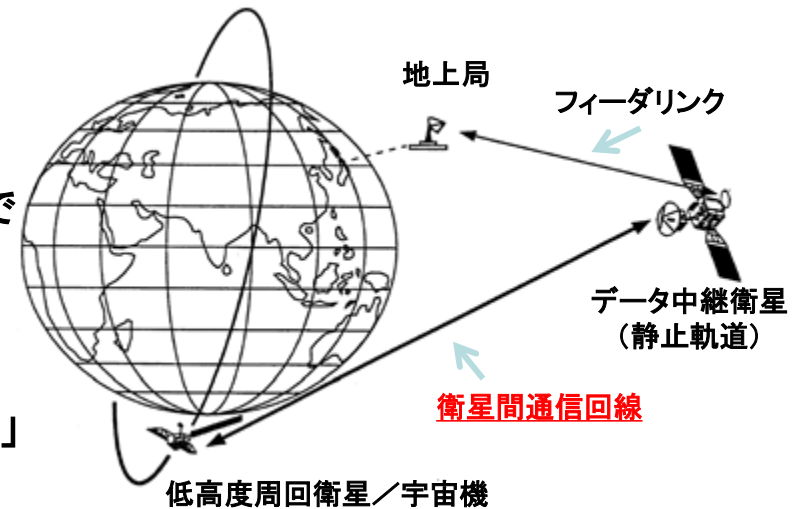 地上局
フィーダリンク
で
データ中継衛星
（静止軌道）
衛星間通信回線
」
低高度周回衛星／宇宙機